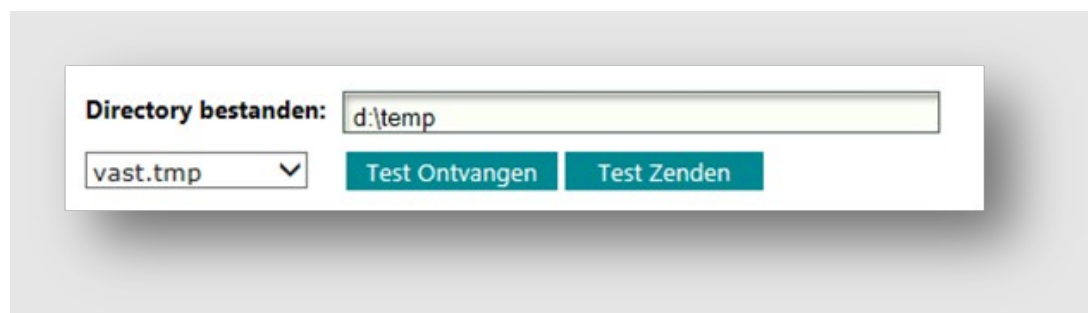 Directory bestanden: d:\temp
vast.tmp Test Ontvangen Test Zenden